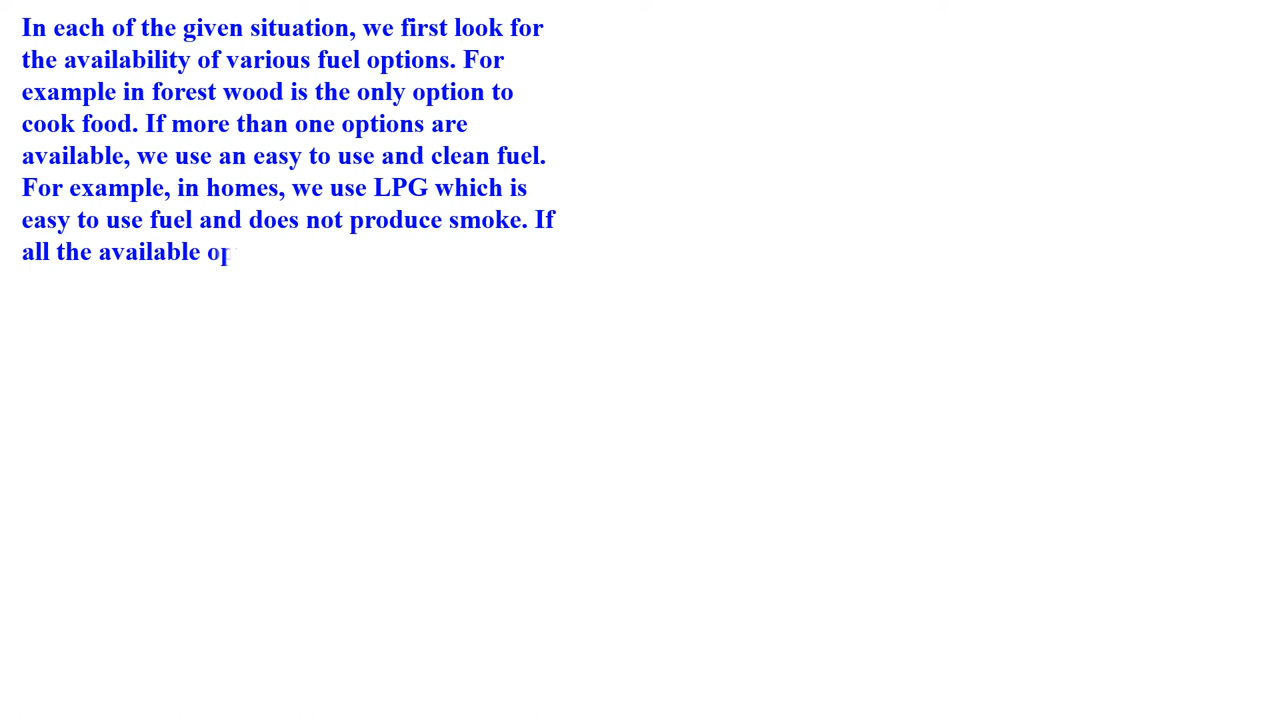 In each of the given situation, we first look for
the availability of various fuel options. For
example in forest wood is the only option to
cook food. If more than one options are
available, we use an easy to use and clean fuel.
For example, in homes, we use LPG which is
easy to use fuel and does not produce smoke. If
all the available op